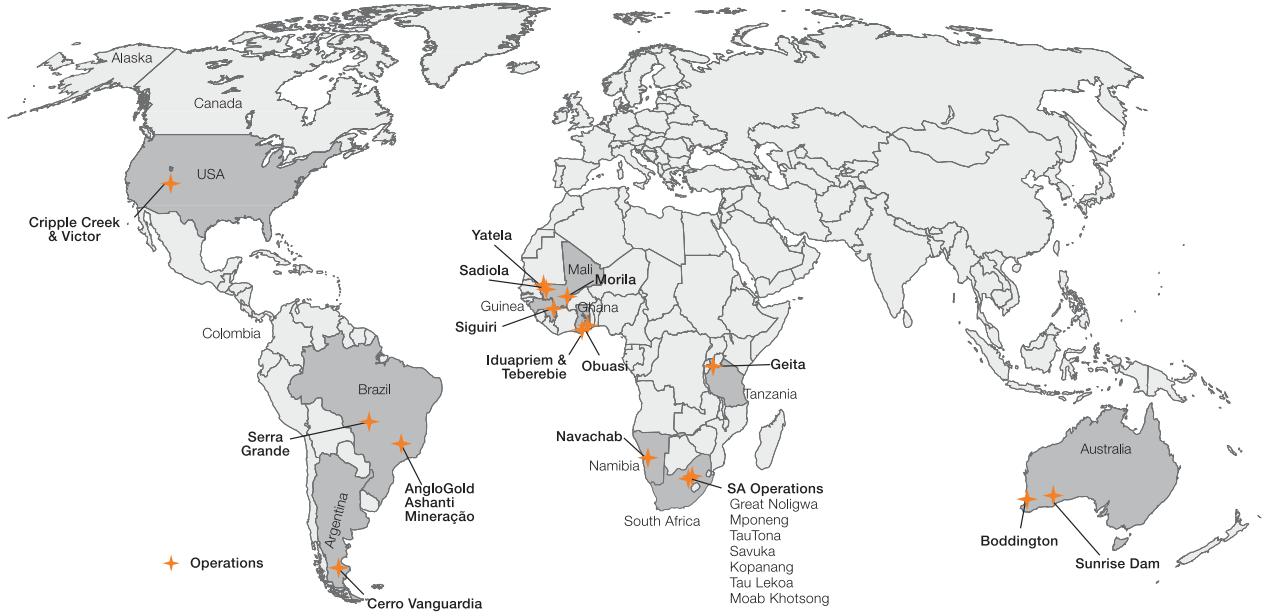 Alaska
Canada
USA
Cripple Creek
& Victor
Colombia
Brazil
Serra
Grande
AngloGold
Ashanti
Mineração
Argentina
Cerro Vanguardia
Operations
Yatela
Sadiola
Mali
Morila
Guinea
Ghana
Siguiri
Iduapriem &
Teberebie
Obuasi
Geita
Tanzania
Navachab
Namibia
South Africa
SA Operations
Great Noligwa
Mponeng
TauTona
Savuka
Kopanang
Tau Lekoa
Moab Khotsong
Australia
Boddington
Sunrise Dam